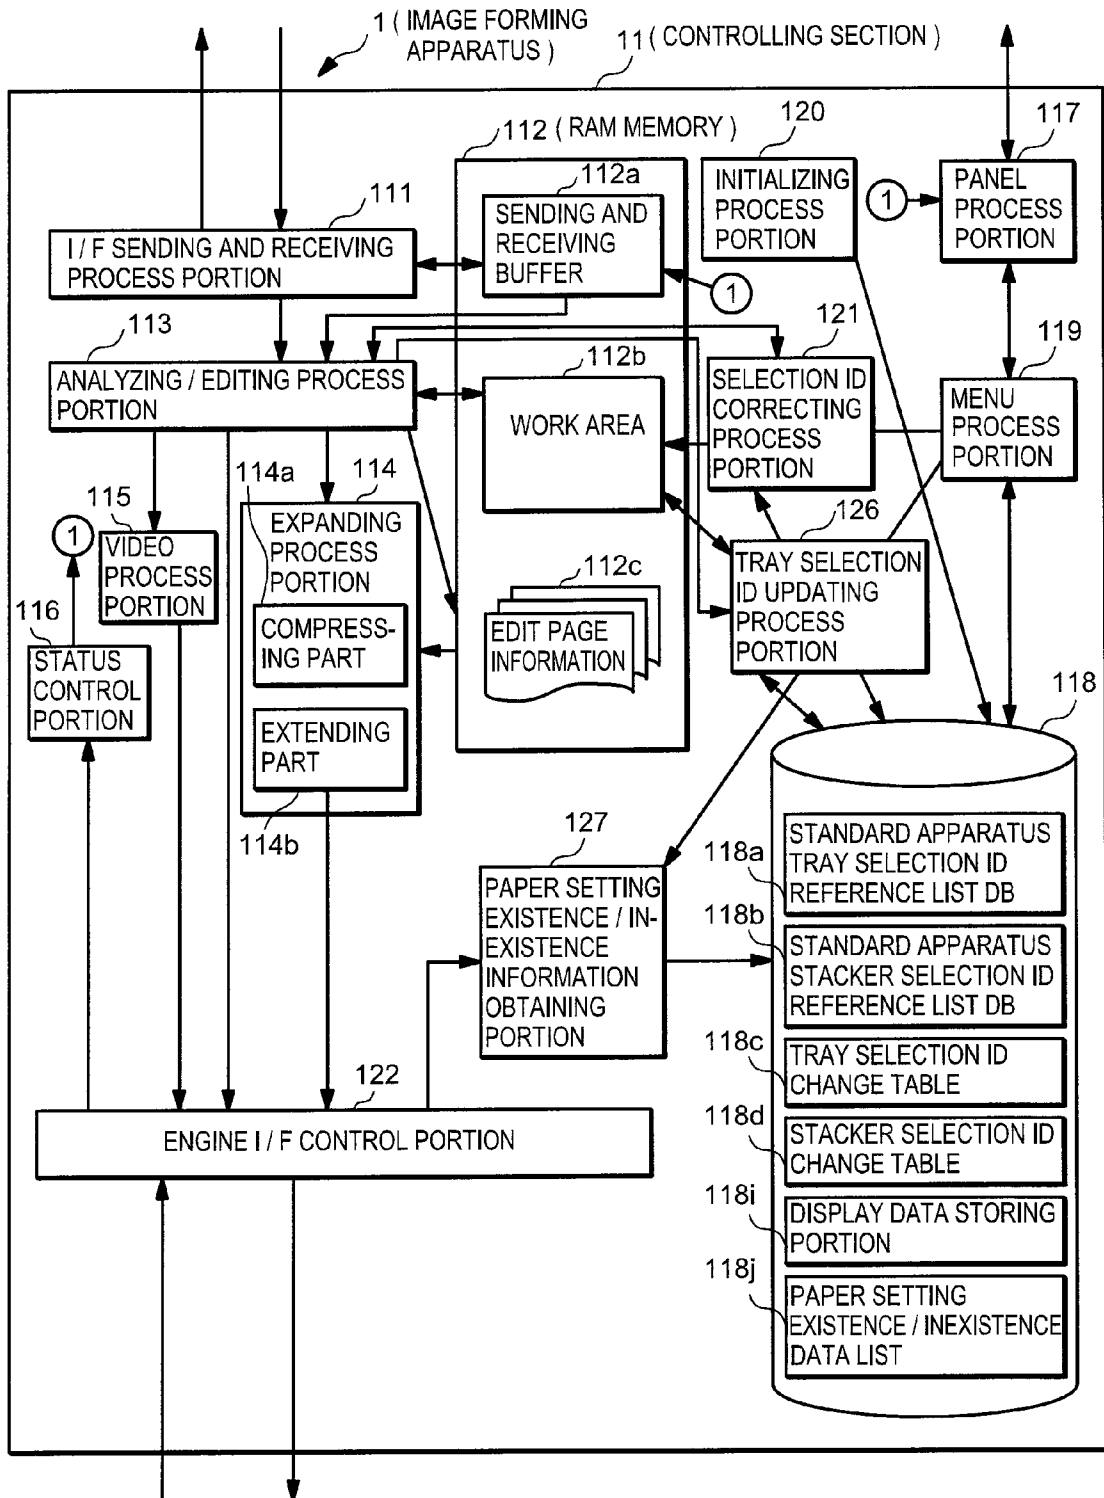 1 ( IMAGE FORMING
APPARATUS )
11 ( CONTROLLING SECTION )
112 ( RAM MEMORY )
120
117
112a
111
INITIALIZING
PROCESS
PORTION
1
PANEL
PROCESS
PORTION
I / F SENDING AND RECEIVING
PROCESS PORTION
SENDING AND
RECEIVING
BUFFER
1
113
121
119
112b
ANALYZING / EDITING PROCESS
PORTION
WORK AREA
SELECTION ID
CORRECTING
PROCESS
PORTION
MENU
PROCESS
PORTION
114a
114
115
1
126
VIDEO
PROCESS
PORTION
EXPANDING
PROCESS
PORTION
112c
TRAY SELECTION
ID UPDATING
PROCESS
PORTION
116
COMPRESS-
ING PART
EDIT PAGE
INFORMATION
STATUS
CONTROL
PORTION
118
EXTENDING
PART
114b
127
118a
STANDARD APPARATUS
TRAY SELECTION ID
REFERENCE LIST DB
PAPER SETTING
EXISTENCE / IN-
EXISTENCE
INFORMATION
OBTAINING
PORTION
118b
STANDARD APPARATUS
STACKER SELECTION ID
REFERENCE LIST DB
118c
TRAY SELECTION ID
CHANGE TABLE
122
ENGINE I / F CONTROL PORTION
118d
STACKER SELECTION ID
CHANGE TABLE
118i
DISPLAY DATA STORING
PORTION
118j
PAPER SETTING
EXISTENCE / INEXISTENCE
DATA LIST